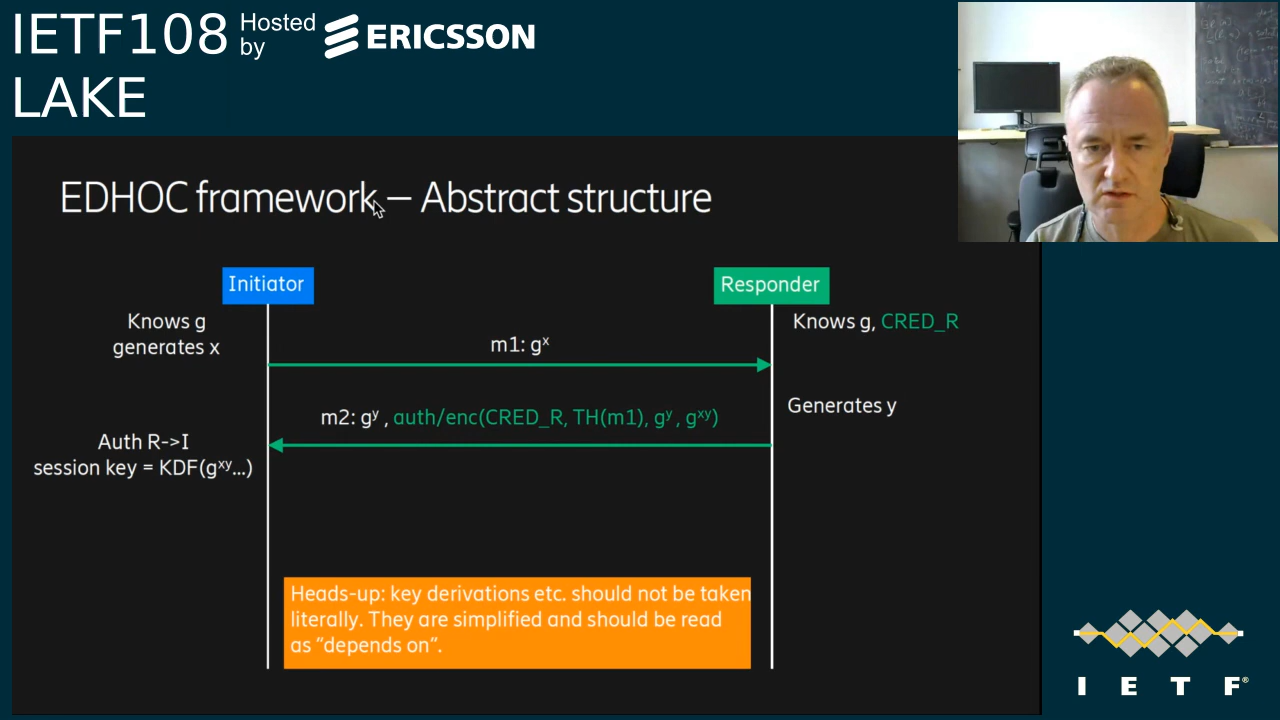 IETF108 Hosted by ERICSSON
LAKE
EDHOC framework – Abstract structure
Initiator
Responder
Knows g
generates x
Knows g, CRED_R
m1: gˣ
Generates y
m2: gʸ , auth/enc(CRED_R, TH(m1), gʸ , gˣʸ)
Auth R->I
session key = KDF(gˣʸ...)
Heads-up: key derivations etc. should not be taken
literally. They are simplified and should be read
as “depends on”.
I E T F®